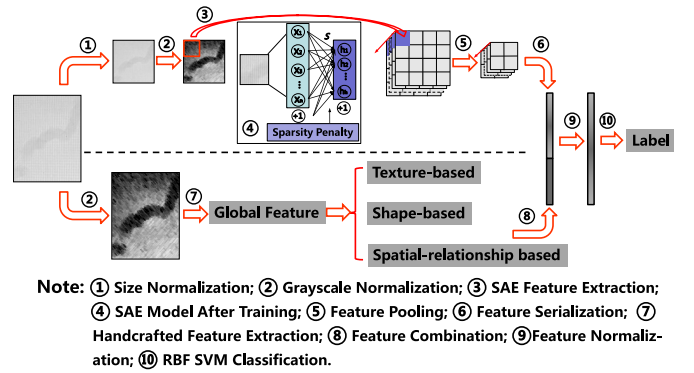 ③
① ②
X₁
X₂
X₃
⋮
Xₙ
+1
S
h₁
h₂
⋮
+1
④
Sparsity Penalty
⑤ ⑥
⑨ ⑩
Label
②
⑦
Global Feature
Texture-based
Shape-based
Spatial-relationship based
⑧
Note: ① Size Normalization; ② Grayscale Normalization; ③ SAE Feature Extraction;
④ SAE Model After Training; ⑤ Feature Pooling; ⑥ Feature Serialization; ⑦
Handcrafted Feature Extraction; ⑧ Feature Combination; ⑨Feature Normaliz-
ation; ⑩ RBF SVM Classification.